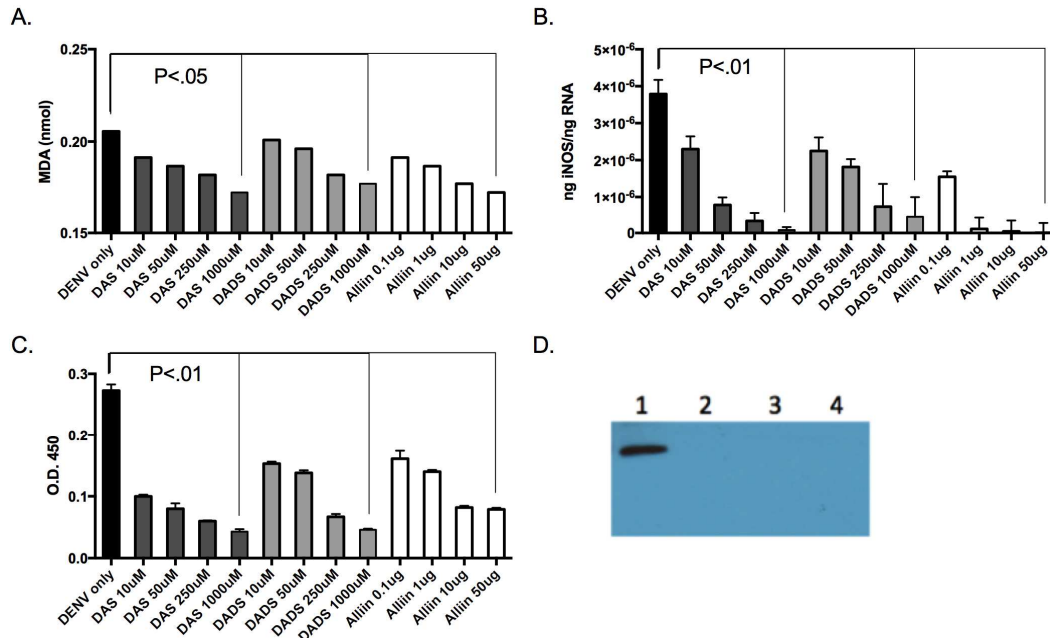 A.
0.25
0.20
0.15
MDA (nmol)
P<.05
DENV only
DAS 10uM
DAS 50uM
DAS 250uM
DAS 1000uM
DADS 10uM
DADS 50uM
DADS 250uM
DADS 1000uM
Alliin 0.1ug
Alliin 1ug
Alliin 10ug
Alliin 50ug
B.
5×10-6
4×10-6
3×10-6
2×10-6
1×10-6
0
ng iNOS/ng RNA
P<.01
DENV only
DAS 10uM
DAS 50uM
DAS 250uM
DAS 1000uM
DADS 10uM
DADS 50uM
DADS 250uM
DADS 1000uM
Alliin 0.1ug
Alliin 1ug
Alliin 10ug
Alliin 50ug
C.
0.3
0.2
0.1
0.0
O.D. 450
P<.01
DENV only
DAS 10uM
DAS 50uM
DAS 250uM
DAS 1000uM
DADS 10uM
DADS 50uM
DADS 250uM
DADS 1000uM
Alliin 0.1ug
Alliin 1ug
Alliin 10ug
Alliin 50ug
D.
1 2 3 4